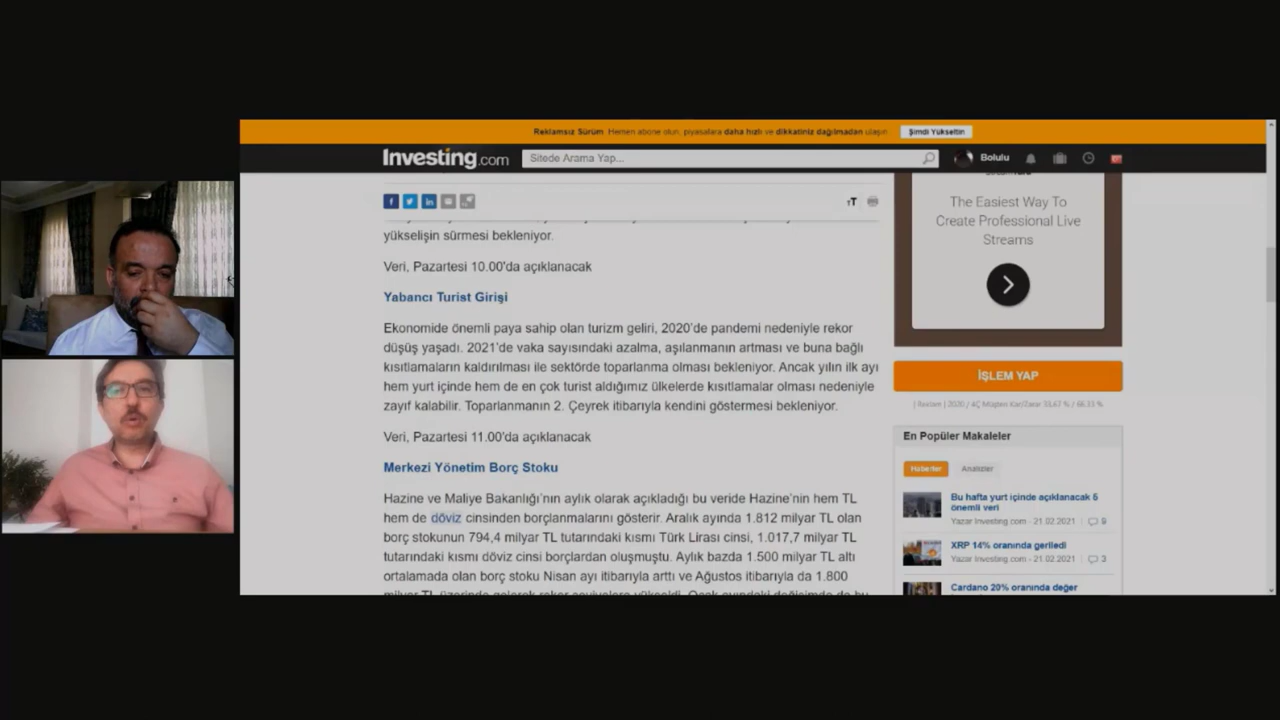 Reklamsız Sürüm. Hemen abone olun, piyasalara daha hızlı ve dikkatiniz dağılmadan ulaşın
Şimdi Yükseltin
Investing.com
Sitede Arama Yap...
Bolulu
yükselişin sürmesi bekleniyor.
Veri, Pazartesi 10.00'da açıklanacak
Yabancı Turist Girişi
Ekonomide önemli paya sahip olan turizm geliri, 2020'de pandemi nedeniyle rekor
düşüş yaşadı. 2021'de vaka sayısındaki azalma, aşılanmanın artması ve buna bağlı
kısıtlamaların kaldırılması ile sektörde toparlanma olması bekleniyor. Ancak yılın ilk ayı
hem yurt içinde hem de en çok turist aldığımız ülkelerde kısıtlamalar olması nedeniyle
zayıf kalabilir. Toparlanmanın 2. Çeyrek itibarıyla kendini göstermesi bekleniyor.
Veri, Pazartesi 11.00'da açıklanacak
Merkezi Yönetim Borç Stoku
Hazine ve Maliye Bakanlığı'nın aylık olarak açıkladığı bu veride Hazine'nin hem TL
hem de döviz cinsinden borçlanmalarını gösterir. Aralık ayında 1.812 milyar TL olan
borç stokunun 794,4 milyar TL tutarındaki kısmı Türk Lirası cinsi, 1.017,7 milyar TL
tutarındaki kısmı döviz cinsi borçlardan oluşmuştu. Aylık bazda 1.500 milyar TL altı
ortalamada olan borç stoku Nisan ayı itibarıyla arttı ve Ağustos itibarıyla da 1.800
The Easiest Way To
Create Professional Live
Streams
İŞLEM YAP
En Popüler Makaleler
Haberler
Analizler
Bu hafta yurt içinde açıklanacak 6
önemli veri
Yazar Investing.com - 21.02.2021
9
XRP 14% oranında geriledi
Yazar Investing.com - 21.02.2021
3
Cardano 20% oranında değer